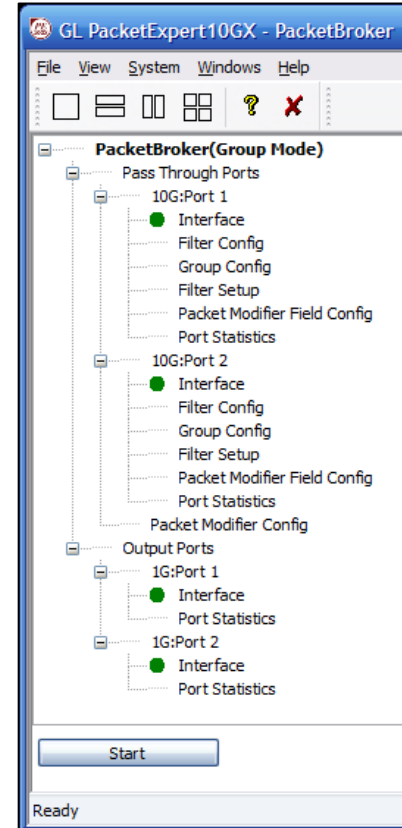 GL PacketExpert10GX - PacketBroker
File View System Windows Help
PacketBroker(Group Mode)
Pass Through Ports
10G:Port 1
Interface
Filter Config
Group Config
Filter Setup
Packet Modifier Field Config
Port Statistics
10G:Port 2
Interface
Filter Config
Group Config
Filter Setup
Packet Modifier Field Config
Port Statistics
Packet Modifier Config
Output Ports
1G:Port 1
Interface
Port Statistics
1G:Port 2
Interface
Port Statistics
Start
Ready